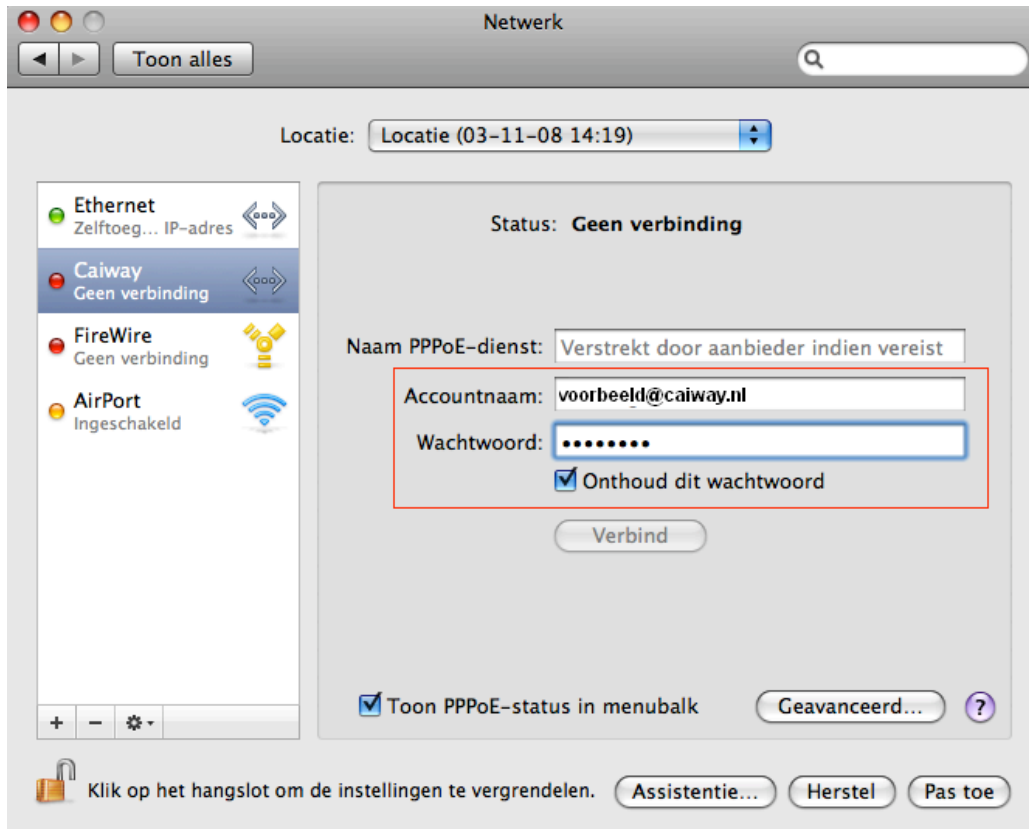 Netwerk
Toon alles
Locatie: Locatie (03-11-08 14:19)
Ethernet
Zelftoeg... IP-adres
Caiway
Geen verbinding
FireWire
Geen verbinding
AirPort
Ingeschakeld
Status: Geen verbinding
Naam PPPoE-dienst: Verstrekt door aanbieder indien vereist
Accountnaam: voorbeeld@caiway.nl
Wachtwoord: ••••••••
Onthoud dit wachtwoord
Verbind
Toon PPPoE-status in menubalk Geavanceerd... ?
Klik op het hangslot om de instellingen te vergrendelen. Assistentie... Herstel Pas toe